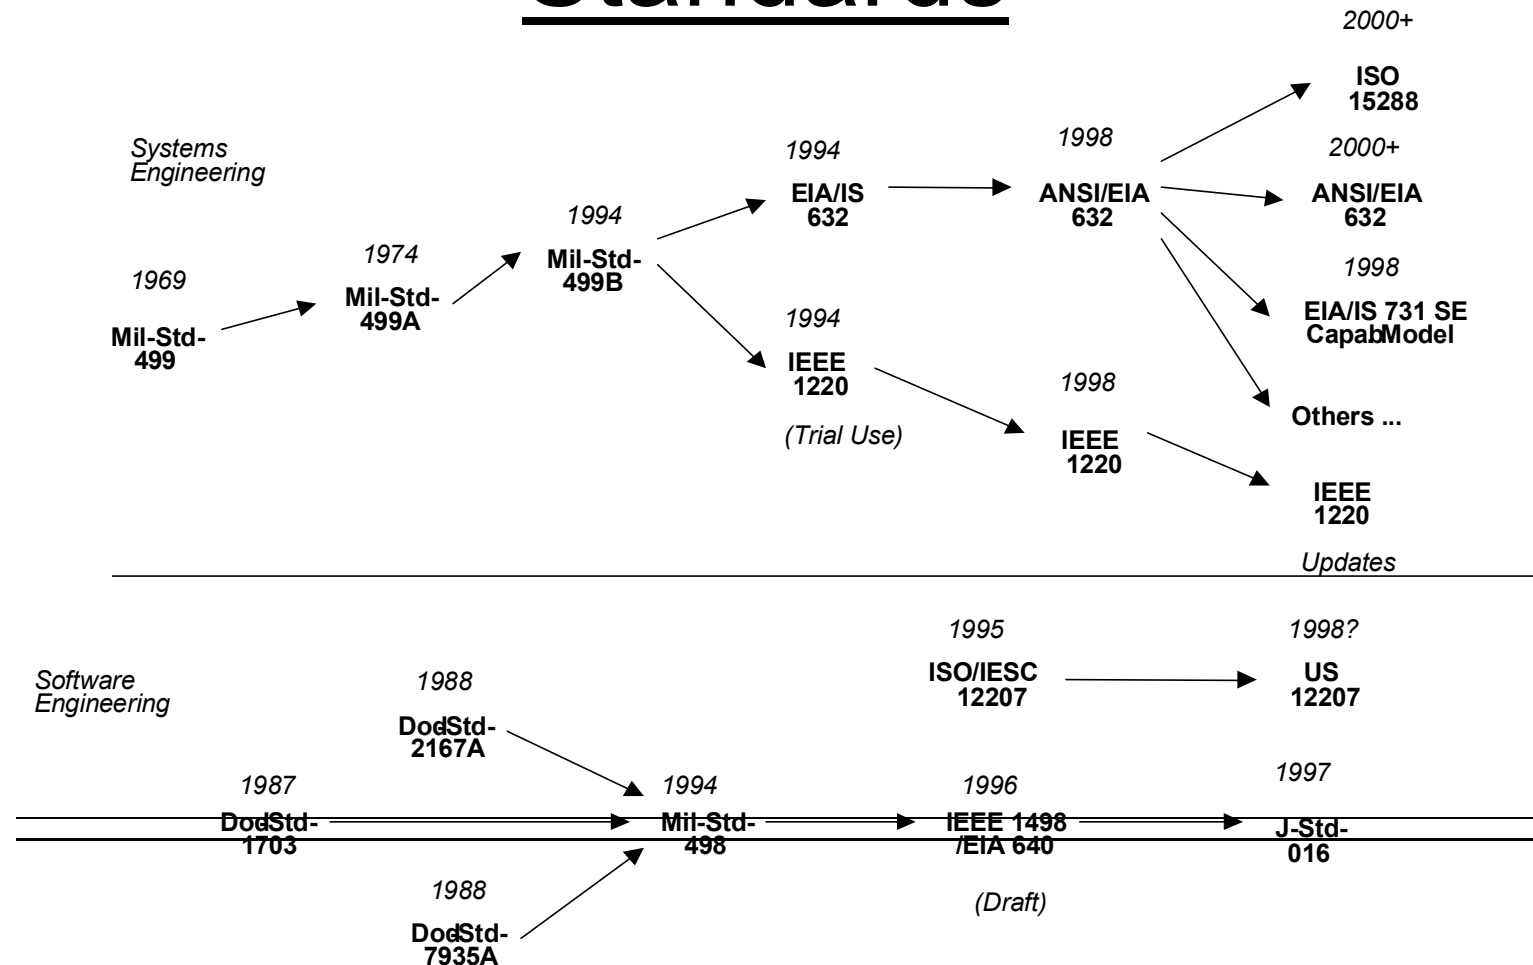 Standards
2000+
ISO
15288
Systems
Engineering
1994
1998
2000+
EIA/IS
632
ANSI/EIA
632
ANSI/EIA
632
1994
1974
Mil-Std-
499B
1998
1969
Mil-Std-
499A
EIA/IS 731 SE
CapabModel
Mil-Std-
499
1994
IEEE
1220
(Trial Use)
1998
IEEE
1220
Others ...
IEEE
1220
Updates
1995
1998?
ISO/IESC
12207
US
12207
Software
Engineering
1988
DodStd-
2167A
1987
1994
1996
1997
DodStd-
1703
Mil-Std-
498
IEEE 1498
/EIA 640
J-Std-
016
(Draft)
1988
DodStd-
7935A